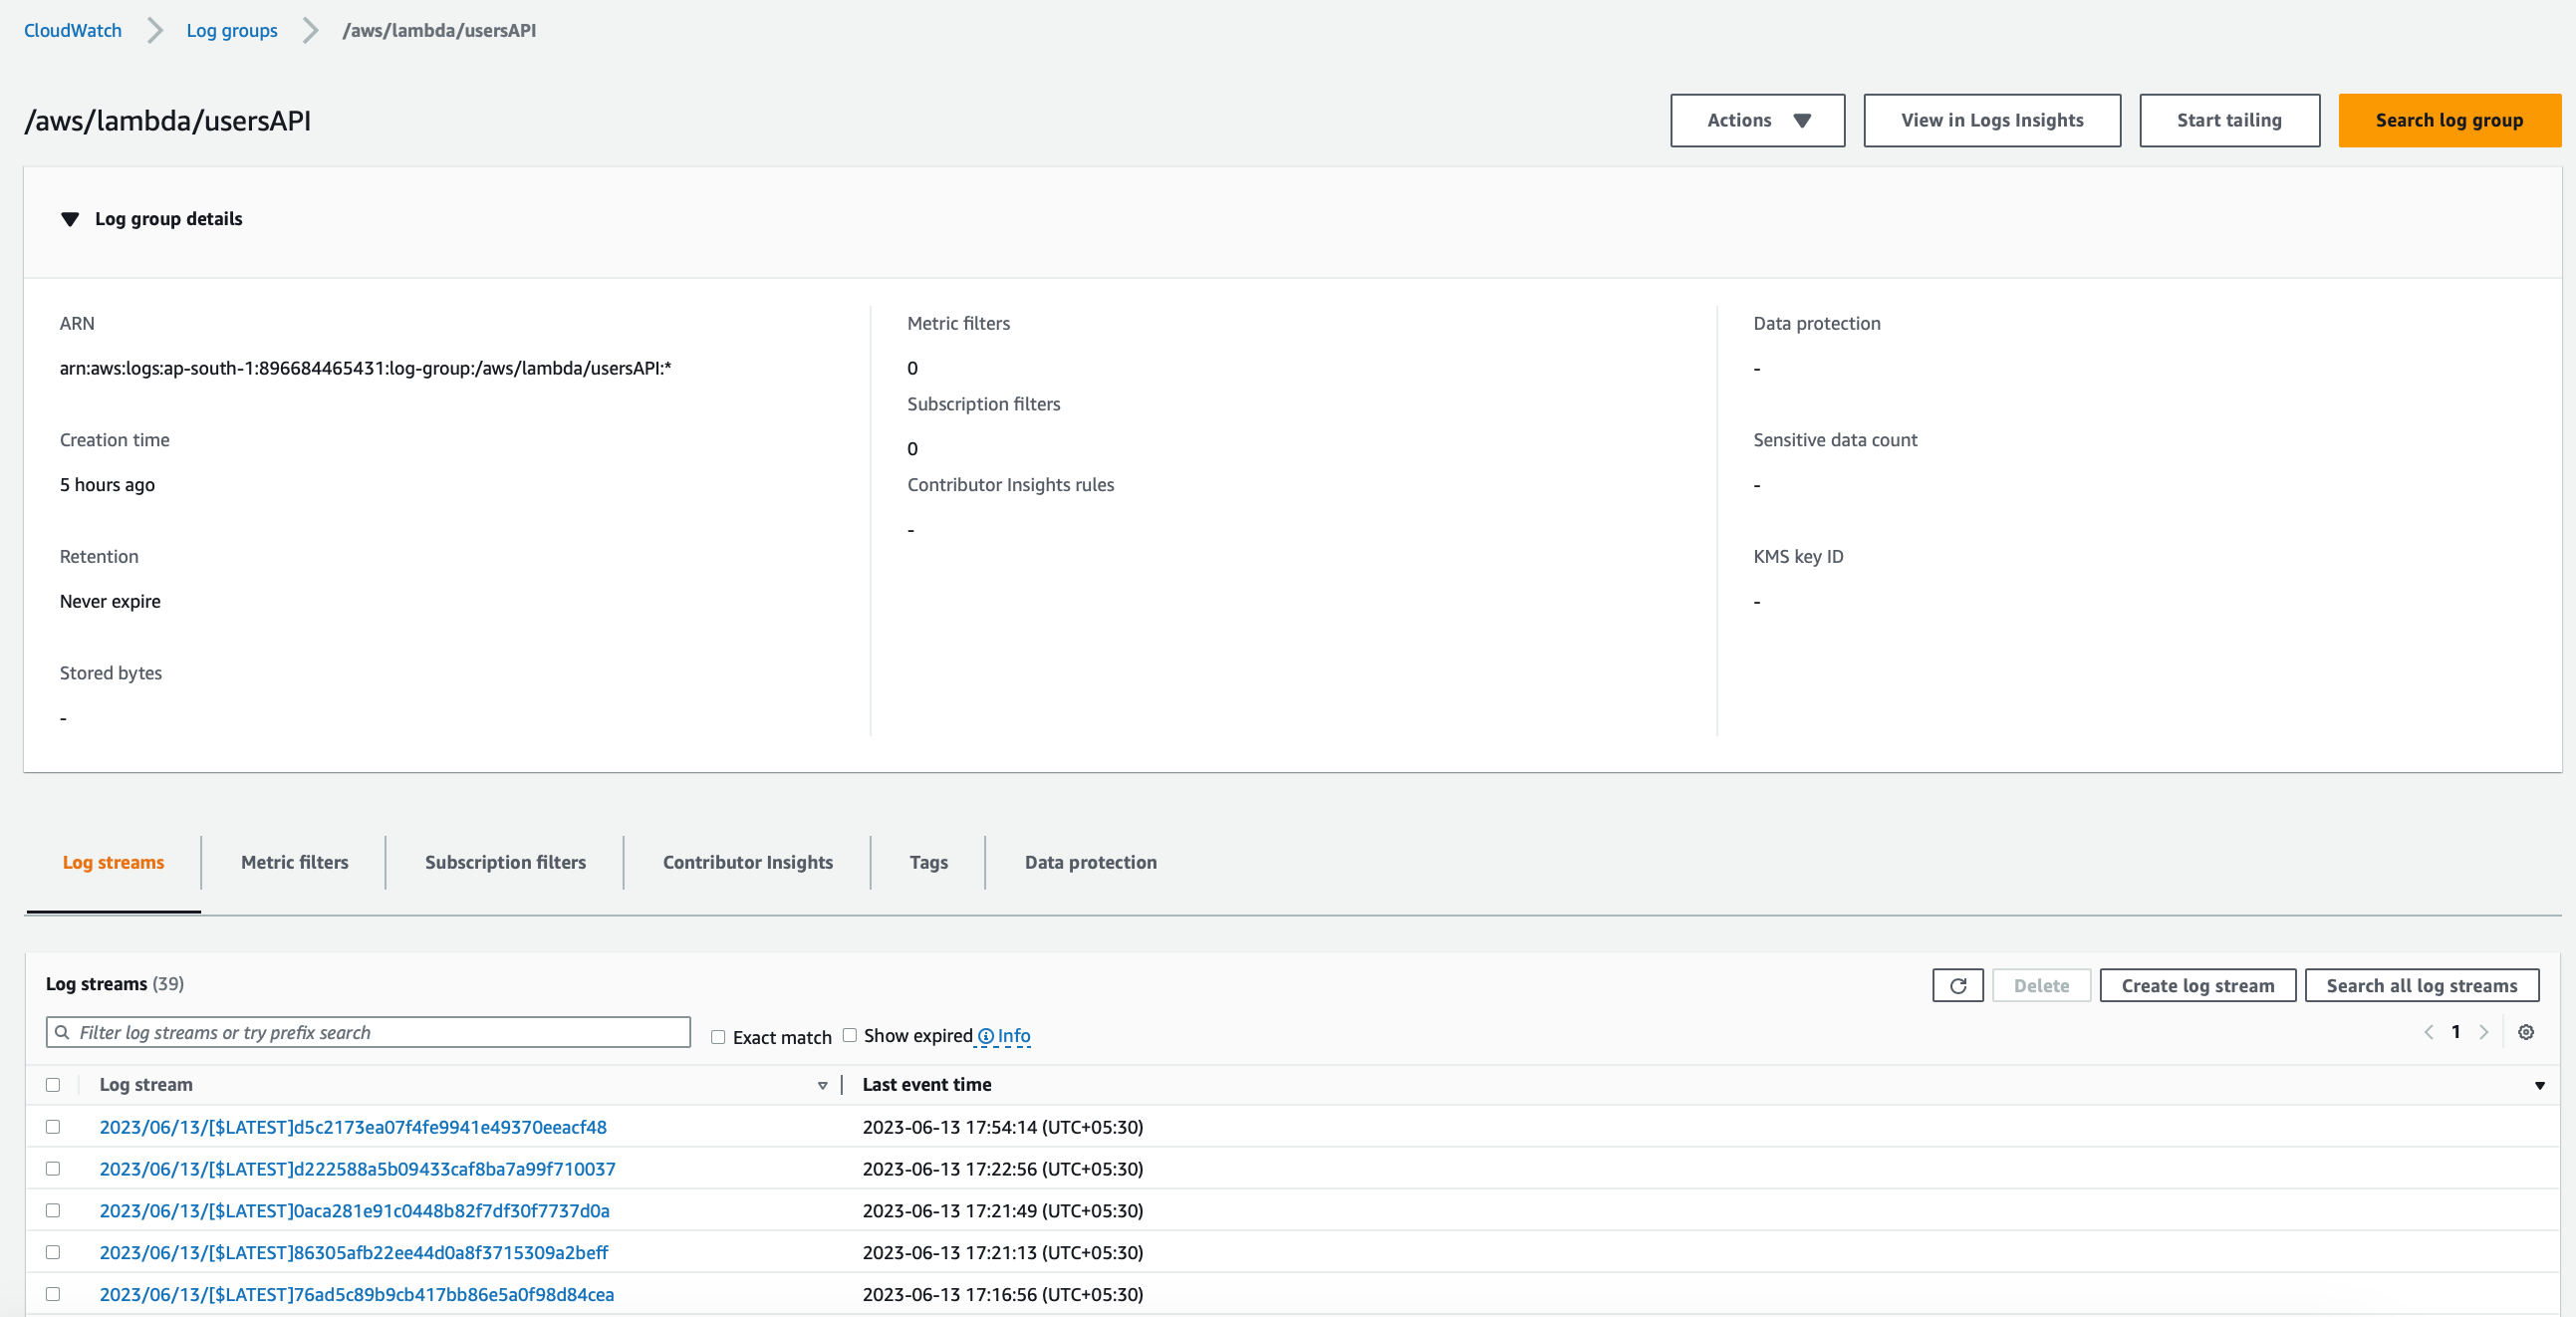 CloudWatch > Log groups > /aws/lambda/usersAPI
/aws/lambda/usersAPI
Actions
View in Logs Insights
Start tailing
Search log group
Log group details
ARN
arn:aws:logs:ap-south-1:896684465431:log-group:/aws/lambda/usersAPI:*
Creation time
5 hours ago
Retention
Never expire
Stored bytes
-
Metric filters
0
Subscription filters
0
Contributor Insights rules
-
Data protection
-
Sensitive data count
-
KMS key ID
-
Log streams
Metric filters
Subscription filters
Contributor Insights
Tags
Data protection
Log streams (39)
Delete
Create log stream
Search all log streams
Filter log streams or try prefix search
Exact match
Show expired
Info
1
Log stream
Last event time
2023/06/13/[$LATEST]d5c2173ea07f4fe9941e49370eeacf48 2023-06-13 17:54:14 (UTC+05:30)
2023/06/13/[$LATEST]d222588a5b09433caf8ba7a99f710037 2023-06-13 17:22:56 (UTC+05:30)
2023/06/13/[$LATEST]0aca281e91c0448b82f7df30f7737d0a 2023-06-13 17:21:49 (UTC+05:30)
2023/06/13/[$LATEST]86305afb22ee44d0a8f3715309a2beff 2023-06-13 17:21:13 (UTC+05:30)
2023/06/13/[$LATEST]76ad5c89b9cb417bb86e5a0f98d84cea 2023-06-13 17:16:56 (UTC+05:30)